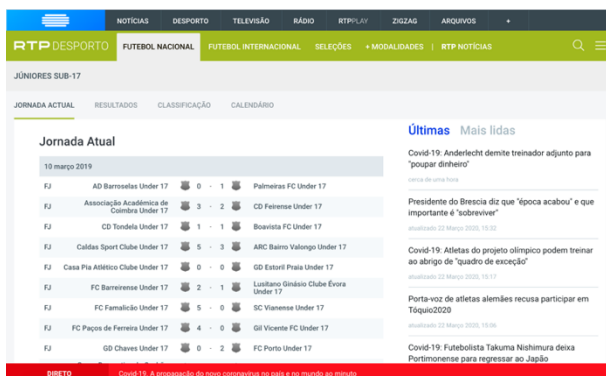 NOTÍCIAS DESPORTO TELEVISÃO RÁDIO RTPPLAY ZIGZAG ARQUIVOS +
RTP DESPORTO FUTEBOL NACIONAL FUTEBOL INTERNACIONAL SELEÇÕES + MODALIDADES | RTP NOTÍCIAS
JÚNIORES SUB-17
JORNADA ACTUAL RESULTADOS CLASSIFICAÇÃO CALENDÁRIO
Jornada Atual
10 março 2019
FJ AD Barroselas Under 17 0 - 1 Palmeiras FC Under 17
FJ Associação Académica de
Coimbra Under 17 3 - 2 CD Feirense Under 17
FJ CD Tondela Under 17 1 - 1 Boavista FC Under 17
FJ Caldas Sport Clube Under 17 5 - 3 ARC Bairro Valongo Under 17
FJ Casa Pia Atlético Clube Under 17 0 - 0 GD Estoril Praia Under 17
FJ FC Barreirense Under 17 2 - 1 Lusitano Ginásio Clube Évora
Under 17
FJ FC Famalicão Under 17 5 - 0 SC Vianense Under 17
FJ FC Paços de Ferreira Under 17 4 - 0 Gil Vicente FC Under 17
FJ GD Chaves Under 17 0 - 2 FC Porto Under 17
Últimas Mais lidas
Covid-19: Anderlecht demite treinador adjunto para
"poupar dinheiro"
cerca de uma hora
Presidente do Brescia diz que "época acabou" e que
importante é "sobreviver"
atualizado 22 Março 2020, 15:32
Covid-19: Atletas do projeto olímpico podem treinar
ao abrigo de "quadro de exceção"
atualizado 22 Março 2020, 15:17
Porta-voz de atletas alemães recusa participar em
Tóquio2020
atualizado 22 Março 2020, 15:06
Covid-19: Futebolista Takuma Nishimura deixa
Portimonense para regressar ao Japão
DIRETO Covid-19. A propagação do novo coronavírus no país e no mundo ao minuto